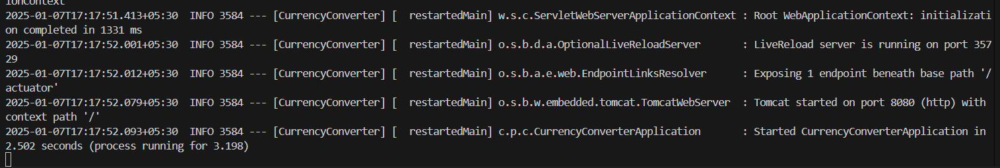 ionContext
2025-01-07T17:17:51.413+05:30  INFO 3584 --- [CurrencyConverter] [  restartedMain] w.s.c.ServletWebServerApplicationContext : Root WebApplicationContext: initializati
on completed in 1331 ms
2025-01-07T17:17:52.001+05:30  INFO 3584 --- [CurrencyConverter] [  restartedMain] o.s.b.d.a.OptionalLiveReloadServer       : LiveReload server is running on port 357
29
2025-01-07T17:17:52.012+05:30  INFO 3584 --- [CurrencyConverter] [  restartedMain] o.s.b.a.e.web.EndpointLinksResolver      : Exposing 1 endpoint beneath base path '/
actuator'
2025-01-07T17:17:52.079+05:30  INFO 3584 --- [CurrencyConverter] [  restartedMain] o.s.b.w.embedded.tomcat.TomcatWebServer  : Tomcat started on port 8080 (http) with
context path '/'
2025-01-07T17:17:52.093+05:30  INFO 3584 --- [CurrencyConverter] [  restartedMain] c.p.c.CurrencyConverterApplication       : Started CurrencyConverterApplication in
2.502 seconds (process running for 3.198)